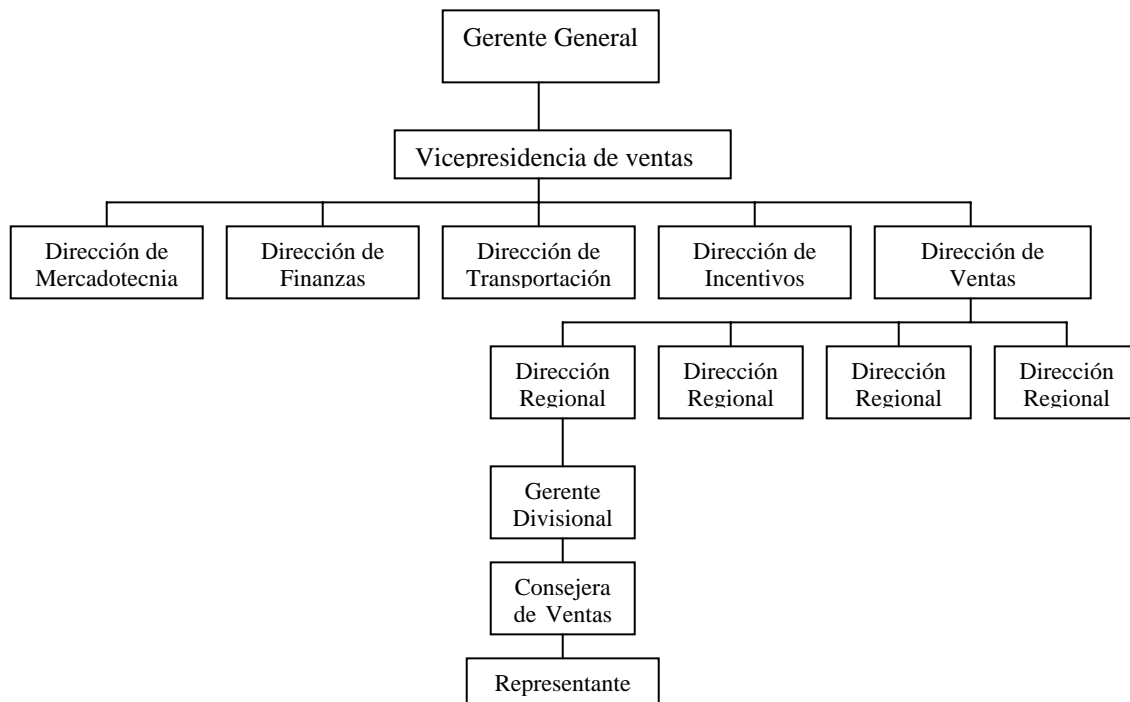 Gerente General
Vicepresidencia de ventas
Dirección de
Mercadotecnia
Dirección de
Finanzas
Dirección de
Transportación
Dirección de
Incentivos
Dirección de
Ventas
Dirección
Regional
Dirección
Regional
Dirección
Regional
Dirección
Regional
Gerente
Divisional
Consejera
de Ventas
Representante